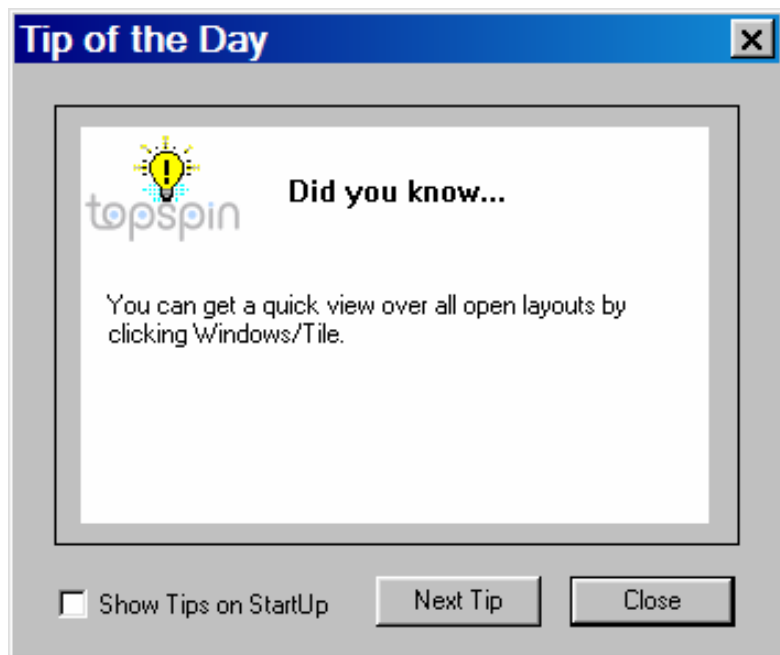 Tip of the Day
topspin
Did you know...
You can get a quick view over all open layouts by
clicking Windows/Tile.
Show Tips on StartUp
Next Tip
Close